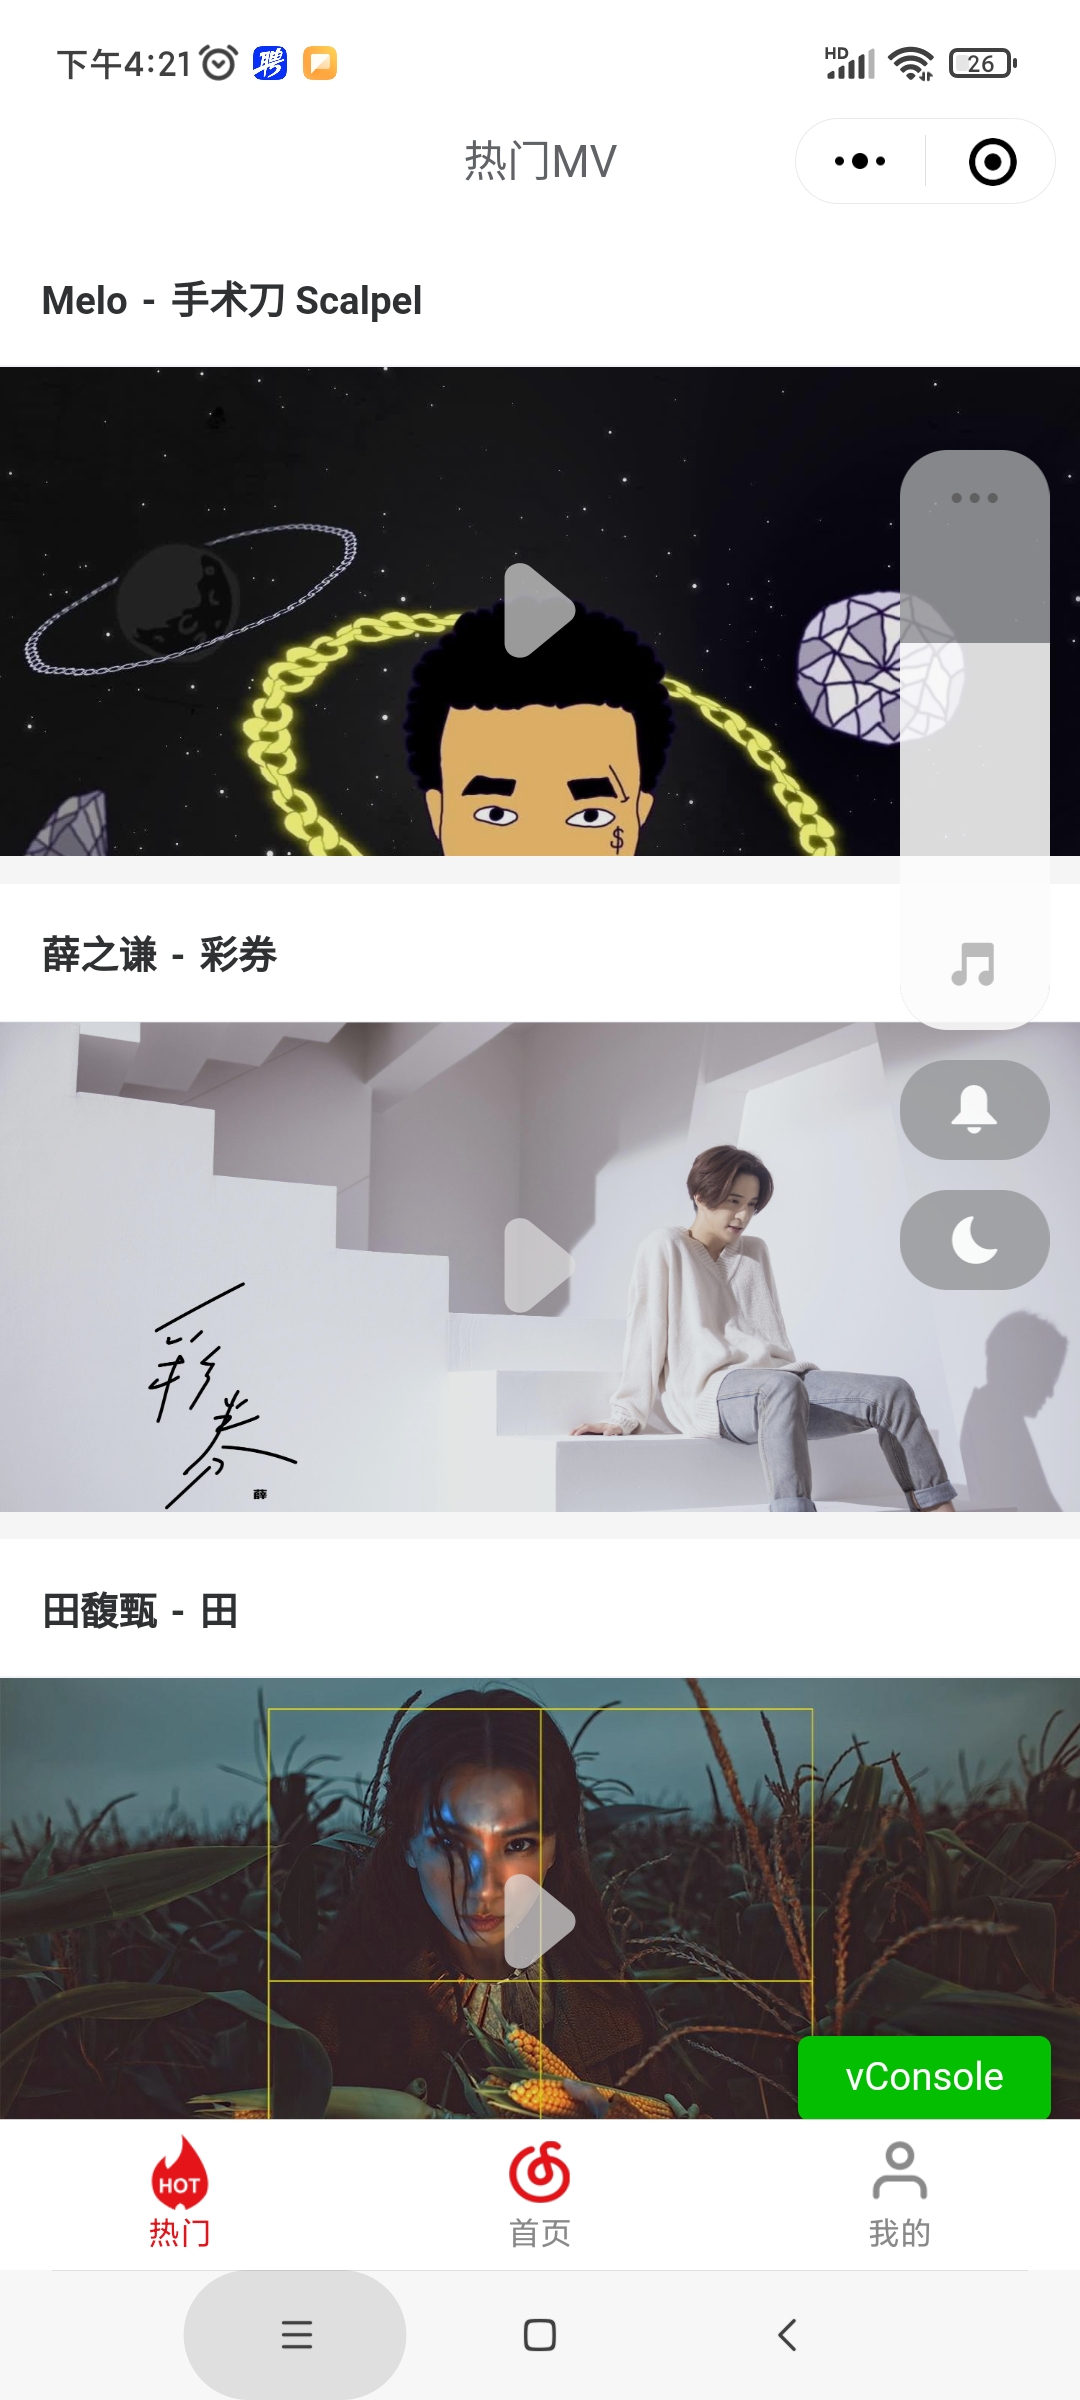 下午4:21
聘
HD
26
热门MV
Melo - 手术刀 Scalpel
$
薛之谦 - 彩券
彩券
薛
田馥甄 - 田
vConsole
HOT
热门
首页
我的